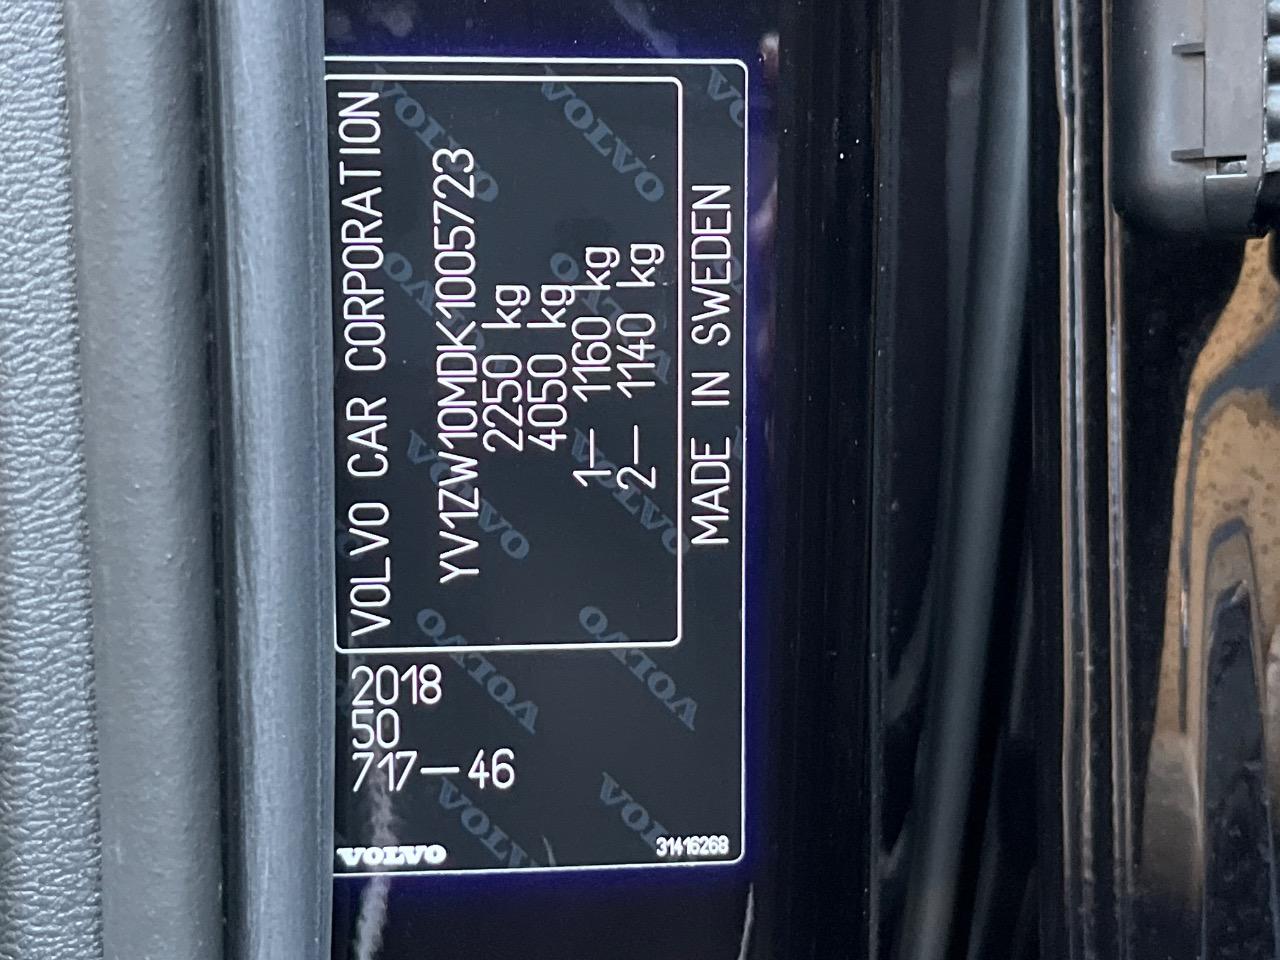 VOLVO CAR CORPORATION
YV1ZW10MDK1005723
2250 kg
4050 kg
1— 1160 kg
2— 1140 kg
MADE IN SWEDEN
2018
50
717—46
VOLVO
31416268